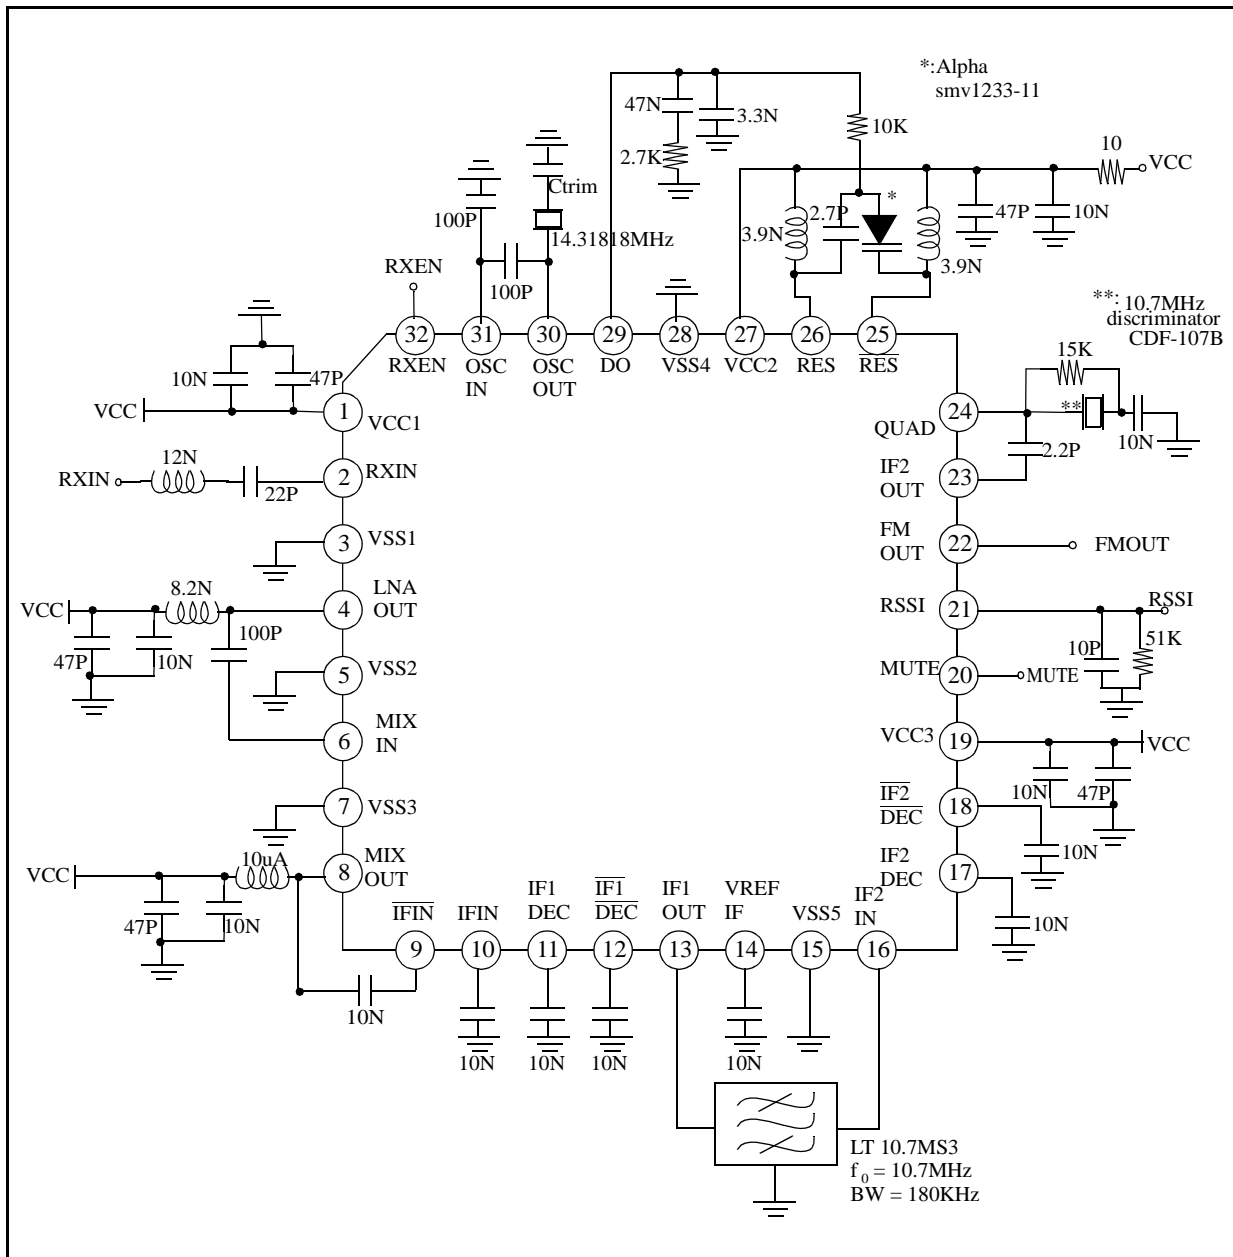 *:Alpha
smv1233-11
47N
3.3N
10K
2.7K
10
VCC
Ctrim
100P
14.31818MHz
100P
2.7P
*
3.9N
3.9N
47P
10N
RXEN
**: 10.7MHz
discriminator
CDF-107B
32
31
30
29
28
27
26
25
RXEN
OSC
IN
OSC
OUT
DO
VSS4
VCC2
RES
RES
10N
47P
VCC
1
VCC1
15K
**
24
QUAD
10N
2.2P
12N
RXIN
22P
2
RXIN
IF2
OUT
23
3
VSS1
FM
OUT
22
FMOUT
8.2N
VCC
4
LNA
OUT
100P
47P
10N
RSSI
21
RSSI
10P
51K
5
VSS2
MUTE
20
MUTE
6
MIX
IN
VCC3
19
VCC
10N
47P
7
VSS3
IF2
DEC
18
10N
10uA
VCC
8
MIX
OUT
47P
10N
IF2
DEC
17
10N
IFIN
IFIN
IF1
DEC
IF1
DEC
IF1
OUT
VREF
IF
VSS5
IF2
IN
9
10
11
12
13
14
15
16
10N
10N
10N
10N
10N
LT 10.7MS3
f 0 = 10.7MHz
BW = 180KHz